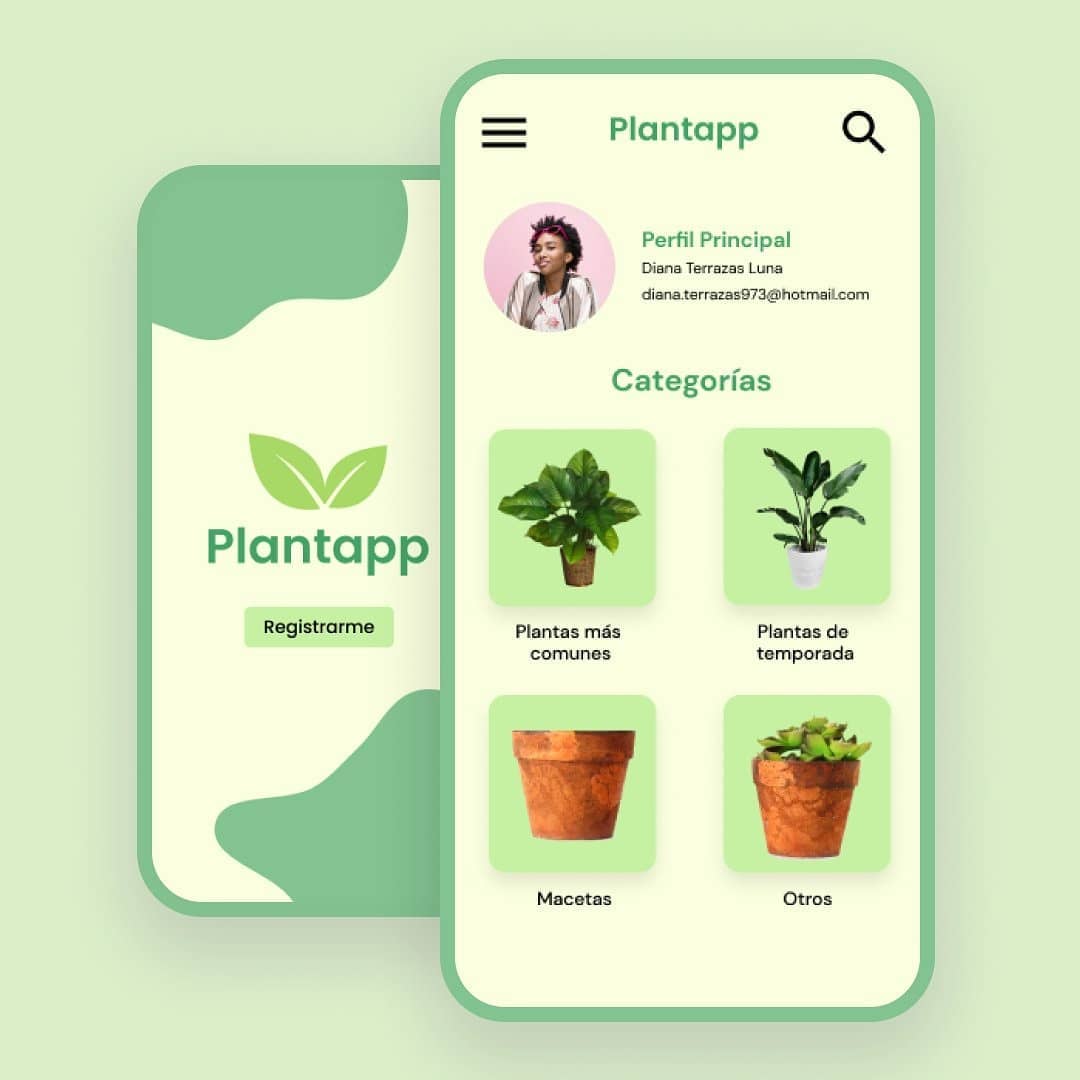 Plantapp
Registrarme
Plantapp
Perfil Principal
Diana Terrazas Luna
diana.terrazas973@hotmail.com
Categorías
Plantas más
comunes
Plantas de
temporada
Macetas
Otros